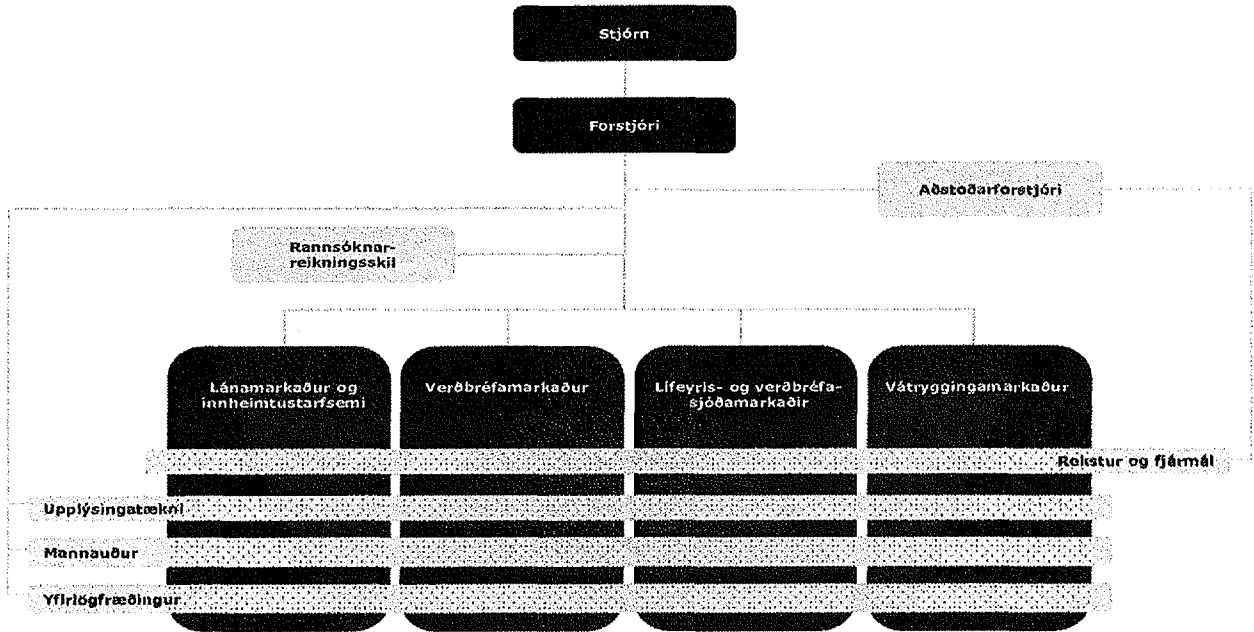 Stjórn
Forstjóri
Aðstoðarforstjóri
Rannsóknar-
reikningsskil
Lánamarkaður og
innheimtustarfsemi
Verðbréfamarkaður
Lífeyris- og verðbréfa-
sjóðamarkaðir
Vátryggingamarkaður
Rekstur og fjármál
Upplýsingatækni
Mannauður
Yfirlögfræðingur